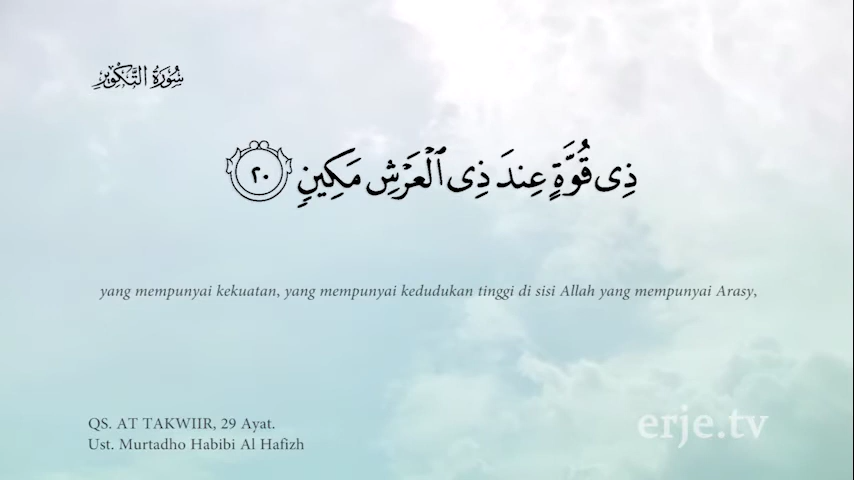 سُورَةُ التَّكْوِيرِ
ذِى قُوَّةٍ عِندَ ذِى ٱلْعَرْشِ مَكِينٍ ٢٠
yang mempunyai kekuatan, yang mempunyai kedudukan tinggi di sisi Allah yang mempunyai Arasy,
QS. AT TAKWIIR, 29 Ayat.
Ust. Murtadho Habibi Al Hafizh
erje.tv